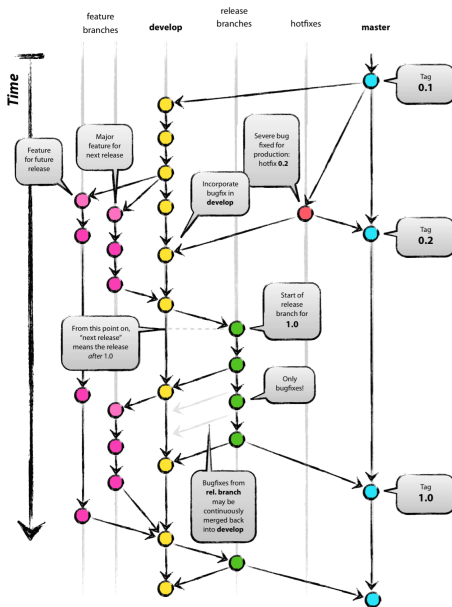 feature
branches
develop
release
branches
hotfixes
master
Time
Tag
0.1
Feature
for future
release
Major
feature for
next release
Severe bug
fixed for
production:
hotfix 0.2
Incorporate
bugfix in
develop
Tag
0.2
Start of
release
branch for
1.0
From this point on,
“next release”
means the release
after 1.0
Only
bugfixes!
Bugfixes from
rel. branch
may be
continuously
merged back
into develop
Tag
1.0